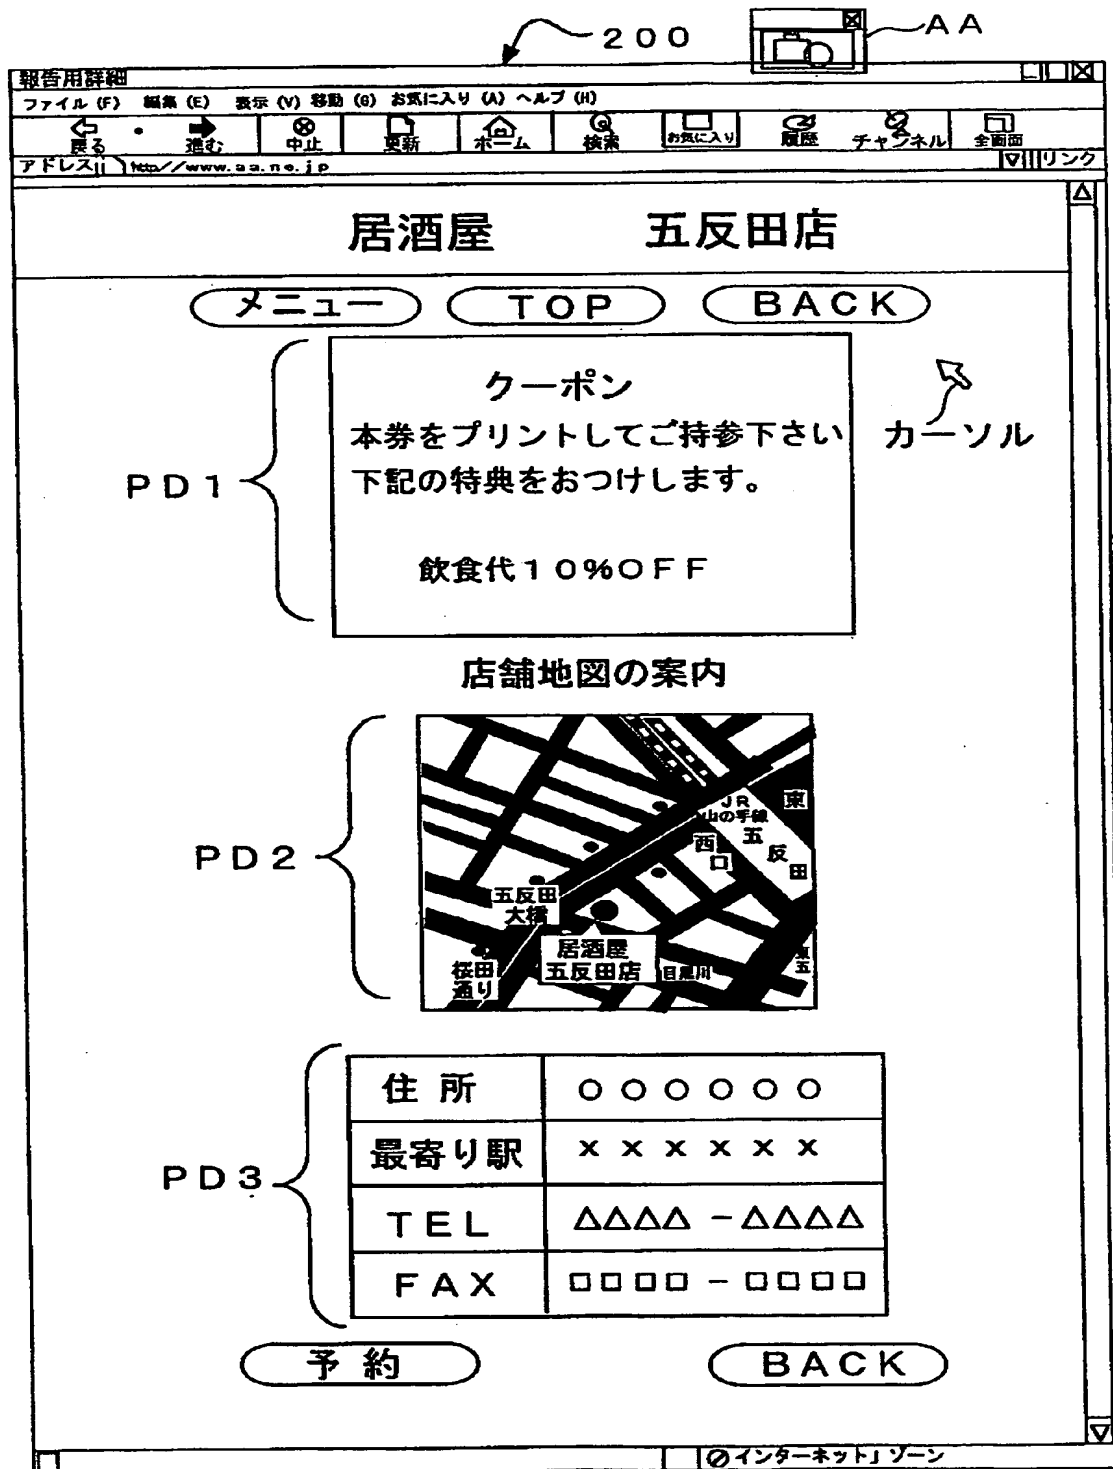 200
AA
報告用詳細
ファイル (F) 編集 (E) 表示 (V) 移動 (G) お気に入り (A) ヘルプ (H)
戻る 進む 中止 更新 ホーム 検索 お気に入り 履歴 チャンネル 全画面
アドレス http//www.aa.ne.jp リンク
居酒屋 五反田店
メニュー TOP BACK
PD1
クーポン
本券をプリントしてご持参下さい
下記の特典をおつけします。
飲食代10%OFF
カーソル
店舗地図の案内
PD2
JR
山の手線
東
西口
五反田
五反田
大橋
居酒屋
五反田店
桜田
通り
目黒川
東五
PD3
住所 ○○○○○○
最寄り駅 ××××××
TEL △△△△-△△△△
FAX □□□□-□□□□
予約 BACK
インターネット」ゾーン